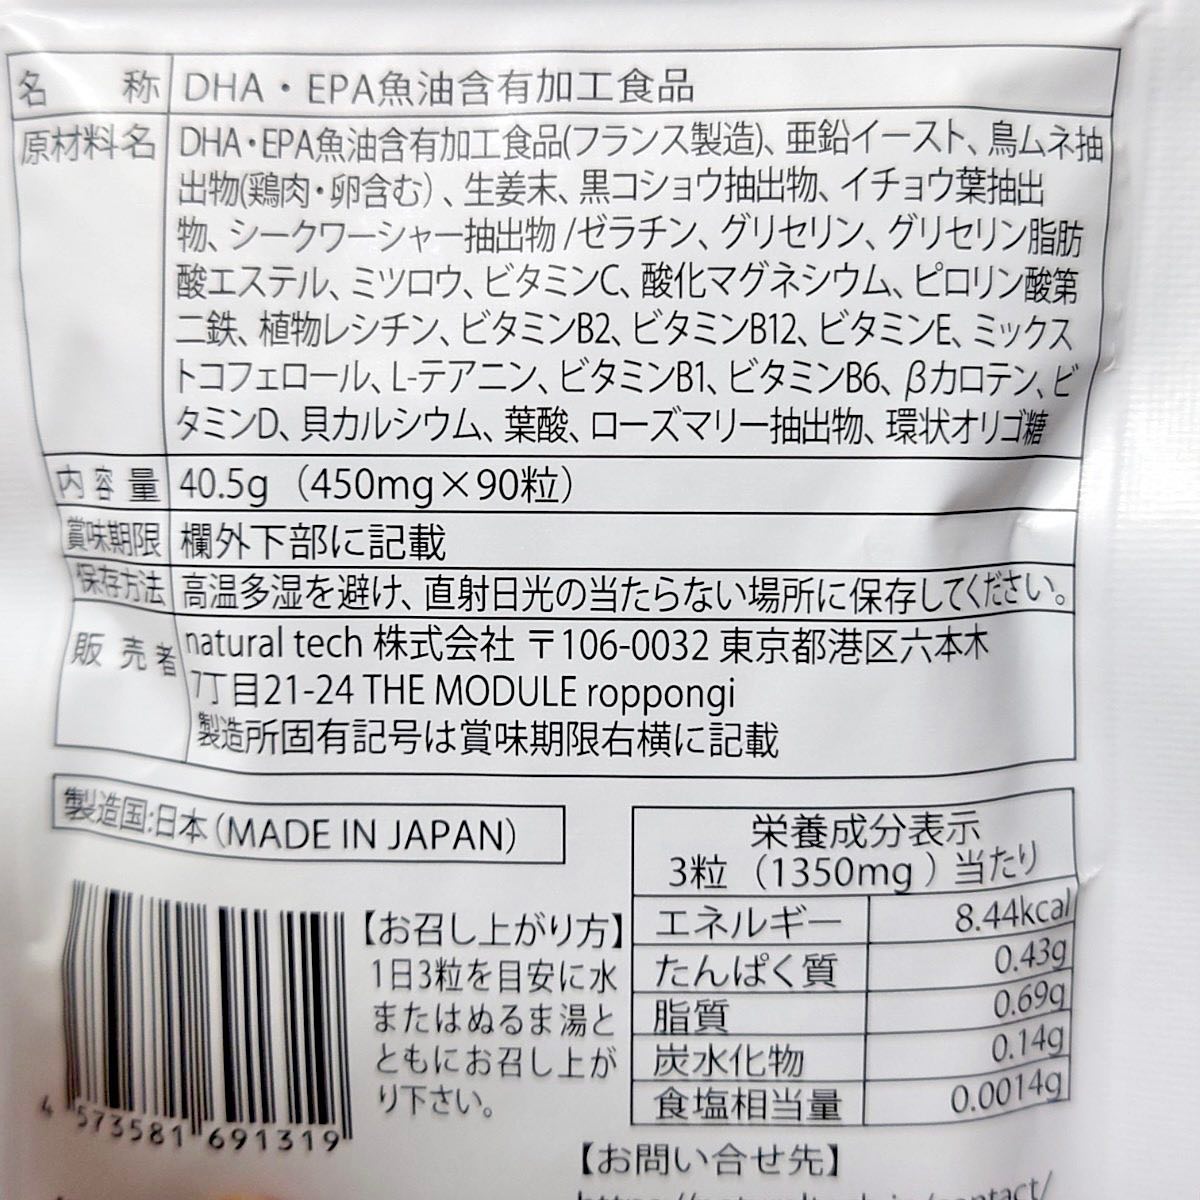 名称 DHA・EPA魚油含有加工食品
原材料名 DHA・EPA魚油含有加工食品(フランス製造)、亜鉛イースト、鳥ムネ抽
出物(鶏肉・卵含む)、生姜末、黒コショウ抽出物、イチョウ葉抽出
物、シークワーシャー抽出物/ゼラチン、グリセリン、グリセリン脂肪
酸エステル、ミツロウ、ビタミンC、酸化マグネシウム、ピロリン酸第
二鉄、植物レシチン、ビタミンB2、ビタミンB12、ビタミンE、ミックス
トコフェロール、L-テアニン、ビタミンB1、ビタミンB6、βカロテン、ビ
タミンD、貝カルシウム、葉酸、ローズマリー抽出物、環状オリゴ糖
内容量 40.5g（450mg×90粒）
賞味期限 欄外下部に記載
保存方法 高温多湿を避け、直射日光の当たらない場所に保存してください。
販売者 natural tech 株式会社 〒106-0032 東京都港区六本木
7丁目21-24 THE MODULE roppongi
製造所固有記号は賞味期限右横に記載
製造国:日本(MADE IN JAPAN)
4 573581 691319
【お召し上がり方】
1日3粒を目安に水
またはぬるま湯と
ともにお召し上が
り下さい。
栄養成分表示
3粒（1350mg）当たり
エネルギー 8.44kcal
たんぱく質 0.43g
脂質 0.69g
炭水化物 0.14g
食塩相当量 0.0014g
【お問い合せ先】